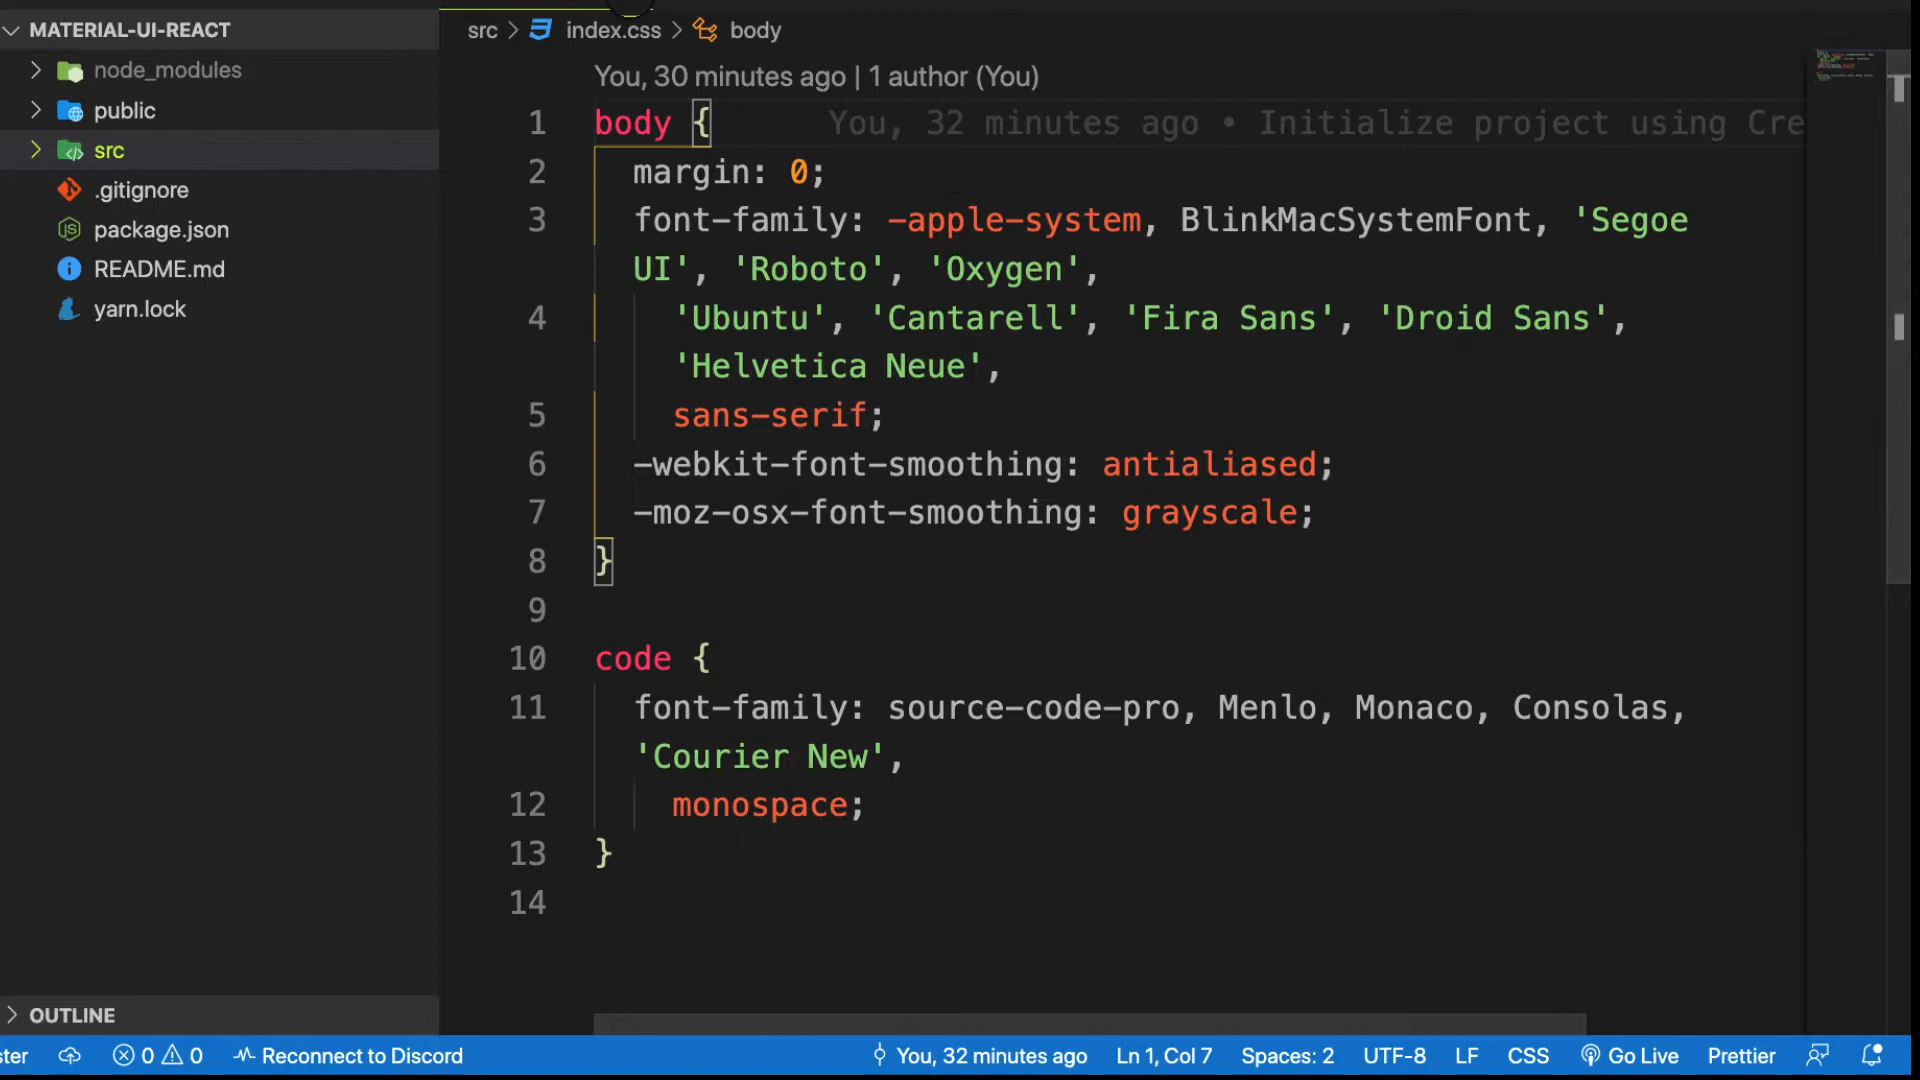 MATERIAL-UI-REACT
node_modules
public
src
.gitignore
package.json
README.md
yarn.lock
OUTLINE
src > index.css > body
You, 30 minutes ago | 1 author (You)
1 body { You, 32 minutes ago • Initialize project using Cre
2 margin: 0;
3 font-family: -apple-system, BlinkMacSystemFont, 'Segoe
UI', 'Roboto', 'Oxygen',
4 'Ubuntu', 'Cantarell', 'Fira Sans', 'Droid Sans',
'Helvetica Neue',
5 sans-serif;
6 -webkit-font-smoothing: antialiased;
7 -moz-osx-font-smoothing: grayscale;
8 }
9
10 code {
11 font-family: source-code-pro, Menlo, Monaco, Consolas,
'Courier New',
12 monospace;
13 }
14
ster 0 0 Reconnect to Discord You, 32 minutes ago Ln 1, Col 7 Spaces: 2 UTF-8 LF CSS Go Live Prettier